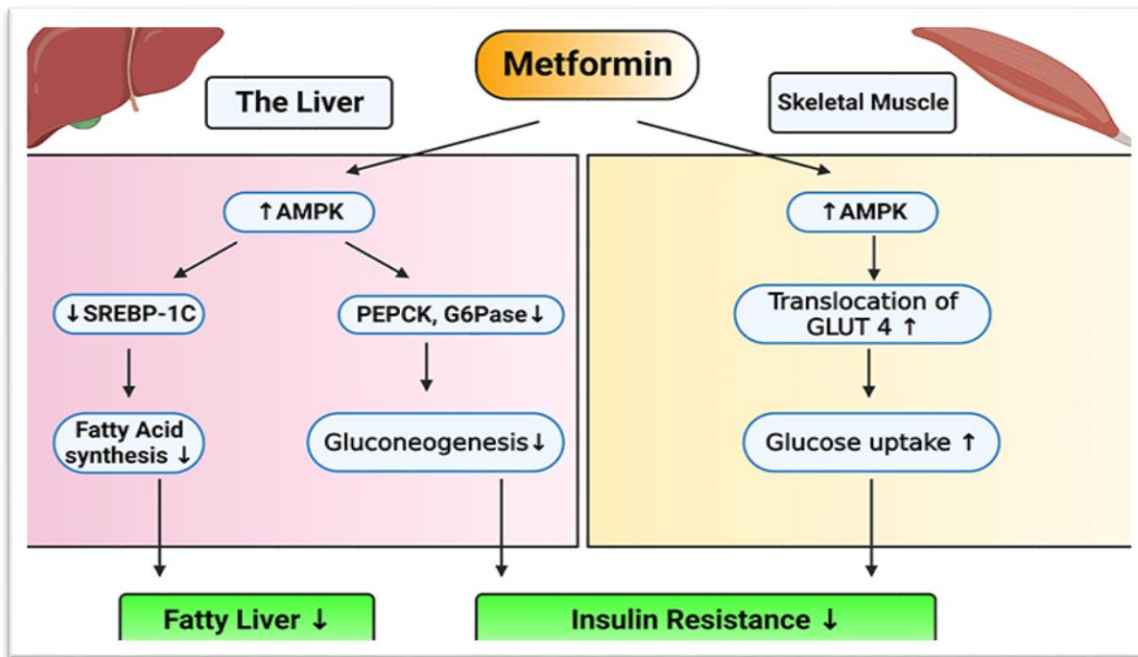 Metformin
The Liver
Skeletal Muscle
↑AMPK
↑AMPK
↓SREBP-1C
PEPCK, G6Pase↓
Translocation of
GLUT 4 ↑
Fatty Acid
synthesis ↓
Gluconeogenesis↓
Glucose uptake ↑
Fatty Liver ↓
Insulin Resistance ↓